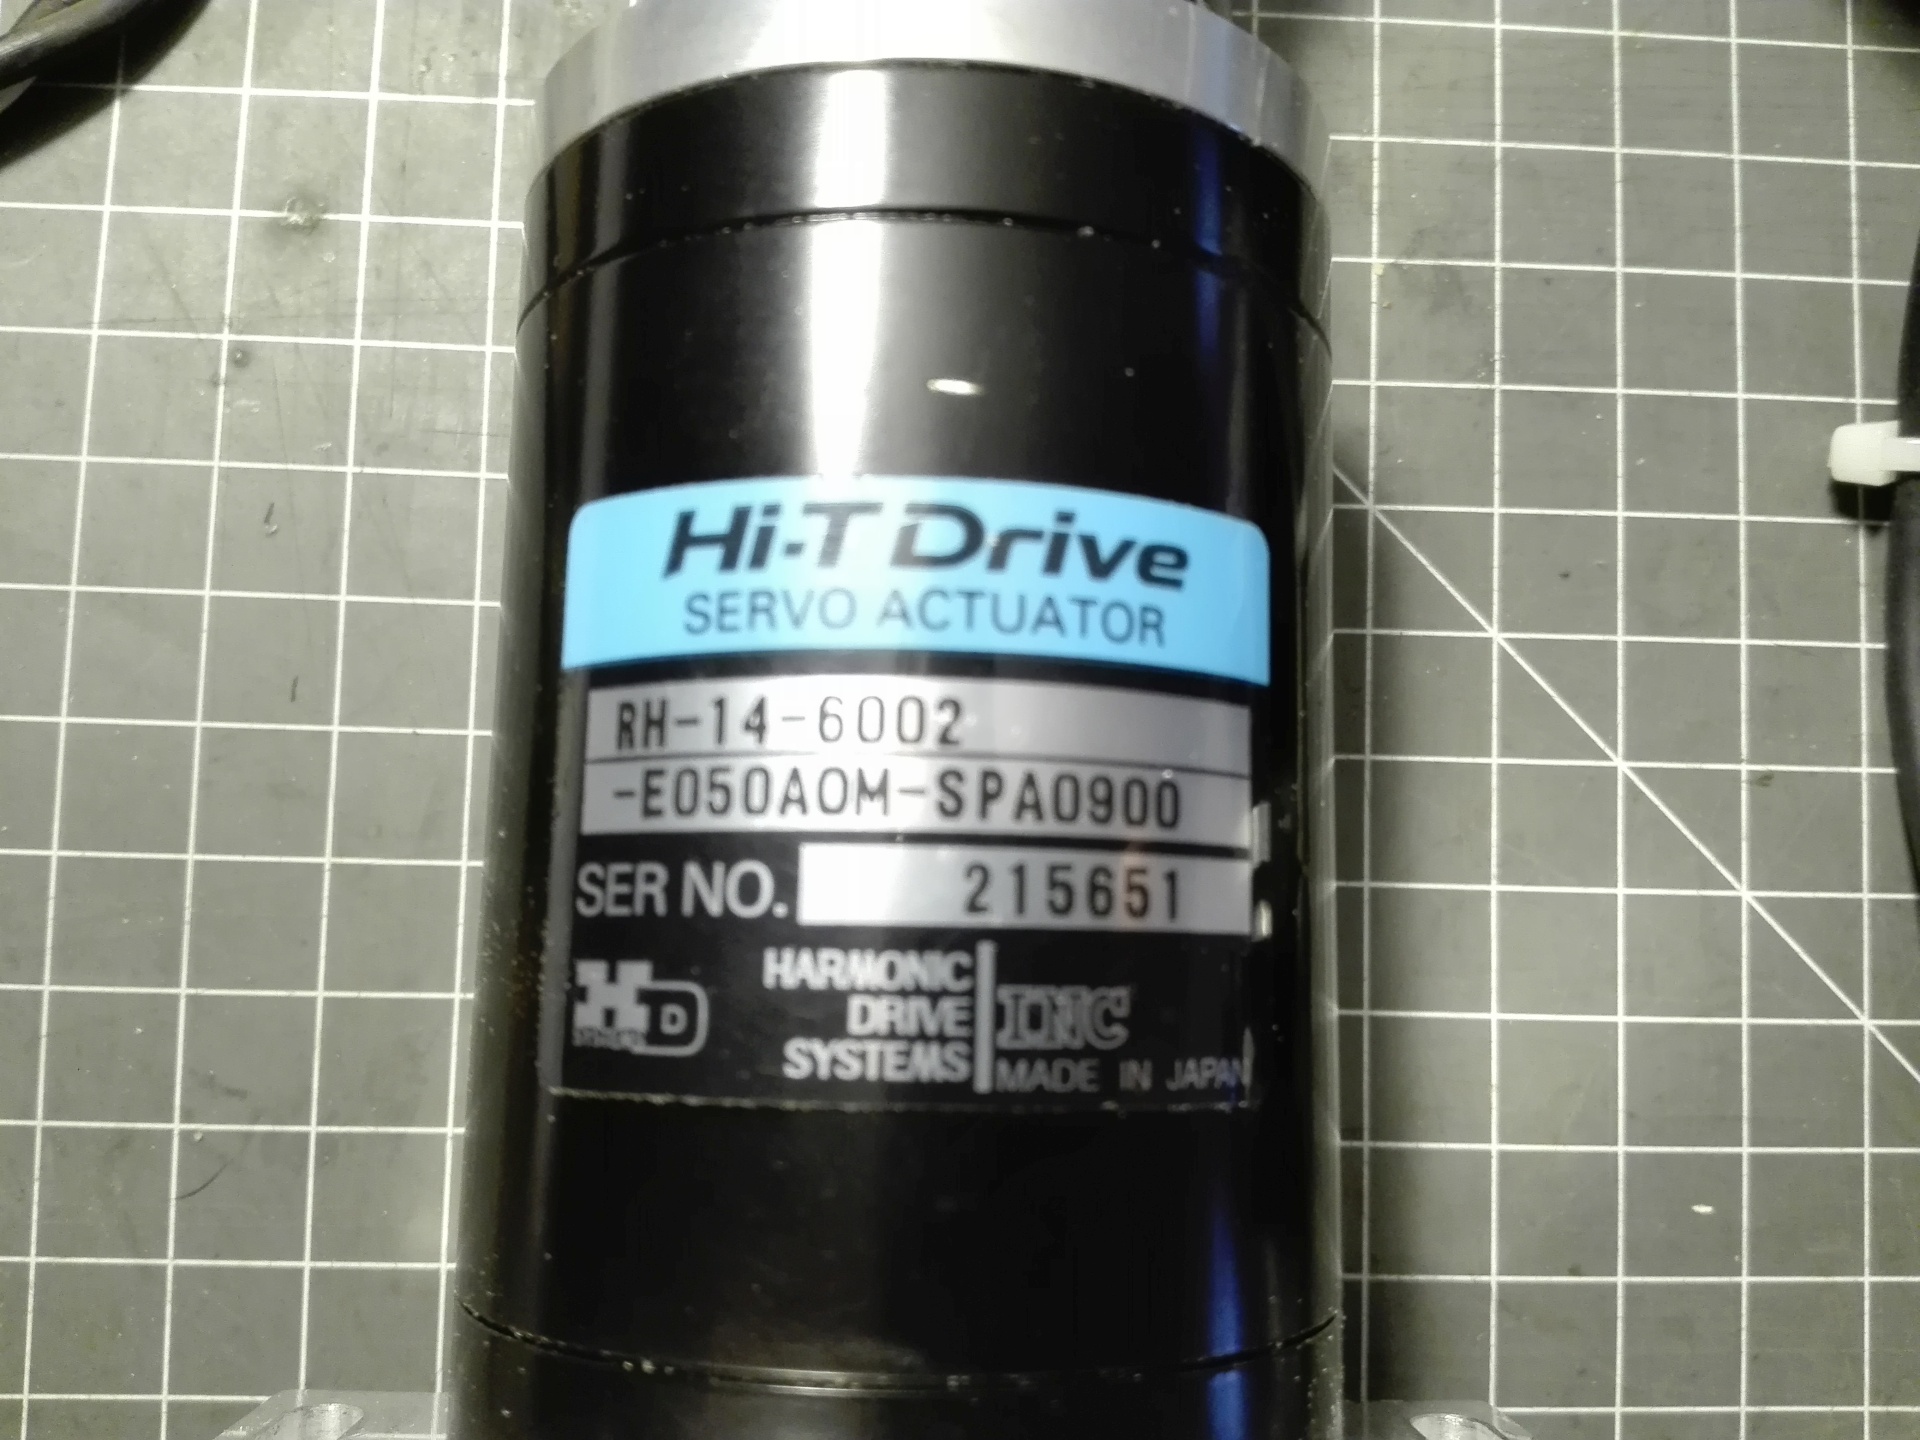 Hi-T Drive
SERVO ACTUATOR
RH-14-6002
-E050AOM-SPA0900
SER NO. 215651
HD
HARMONIC
DRIVE
SYSTEMS
INC
MADE IN JAPAN